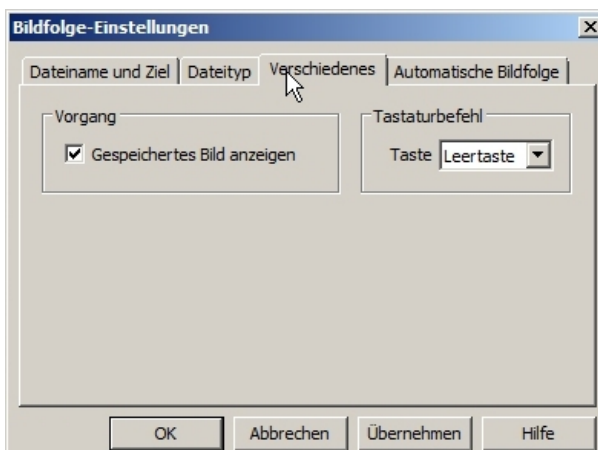 Bildfolge-Einstellungen
Dateiname und Ziel Dateityp Verschiedenes Automatische Bildfolge
Vorgang
Gespeichertes Bild anzeigen
Tastaturbefehl
Taste Leertaste
OK Abbrechen Übernehmen Hilfe